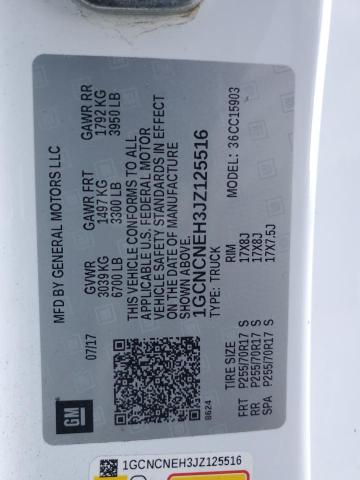 MFD BY GENERAL MOTORS LLC
07/17 GVWR GAWR FRT GAWR RR
3039 KG 1497 KG 1792 KG
6700 LB 3300 LB 3950 LB
THIS VEHICLE CONFORMS TO ALL
APPLICABLE U.S. FEDERAL MOTOR
VEHICLE SAFETY STANDARDS IN EFFECT
ON THE DATE OF MANUFACTURE
SHOWN ABOVE.
1GCNCNEH3JZ125516
TYPE: TRUCK MODEL: 36CC15903
B624
TIRE SIZE RIM
FRT P255/70R17 S 17X8J
RR P255/70R17 S 17X8J
SPA P255/70R17 S 17X7.5J
GM
1GCNCNEH3JZ125516